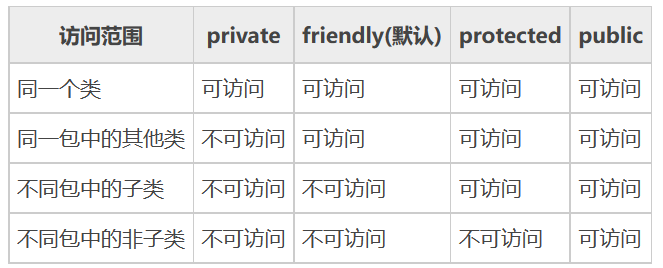 访问范围 private friendly(默认) protected public
同一个类 可访问 可访问 可访问 可访问
同一包中的其他类 不可访问 可访问 可访问 可访问
不同包中的子类 不可访问 不可访问 可访问 可访问
不同包中的非子类 不可访问 不可访问 不可访问 可访问